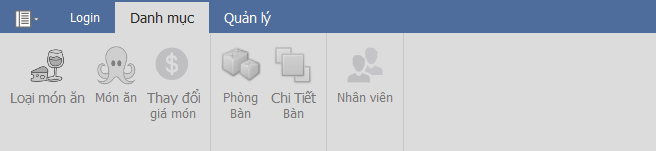 Login Danh mục Quản lý
Loại món ăn Món ăn Thay đổi Phòng Chi Tiết Nhân viên
giá món Bàn Bàn